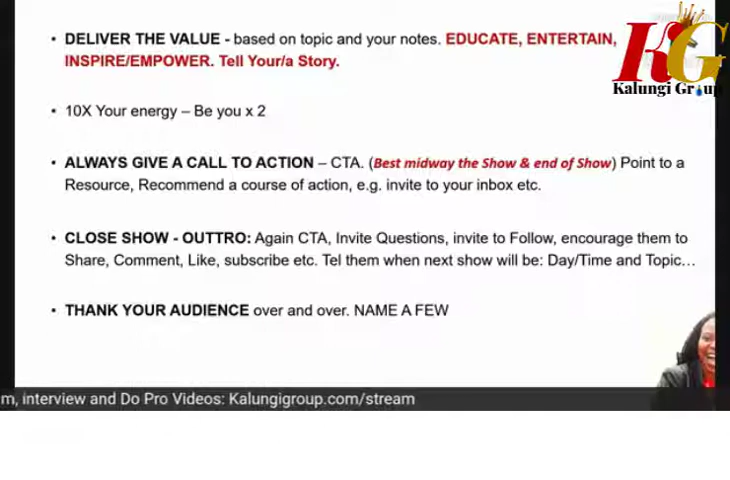 • DELIVER THE VALUE - based on topic and your notes. EDUCATE, ENTERTAIN,
INSPIRE/EMPOWER. Tell Your/a Story.
KG
Kalungi Group
• 10X Your energy – Be you x 2
• ALWAYS GIVE A CALL TO ACTION – CTA. (Best midway the Show & end of Show) Point to a
Resource, Recommend a course of action, e.g. invite to your inbox etc.
• CLOSE SHOW - OUTTRO: Again CTA, Invite Questions, invite to Follow, encourage them to
Share, Comment, Like, subscribe etc. Tel them when next show will be: Day/Time and Topic…
• THANK YOUR AUDIENCE over and over. NAME A FEW
m, interview and Do Pro Videos: Kalungigroup.com/stream